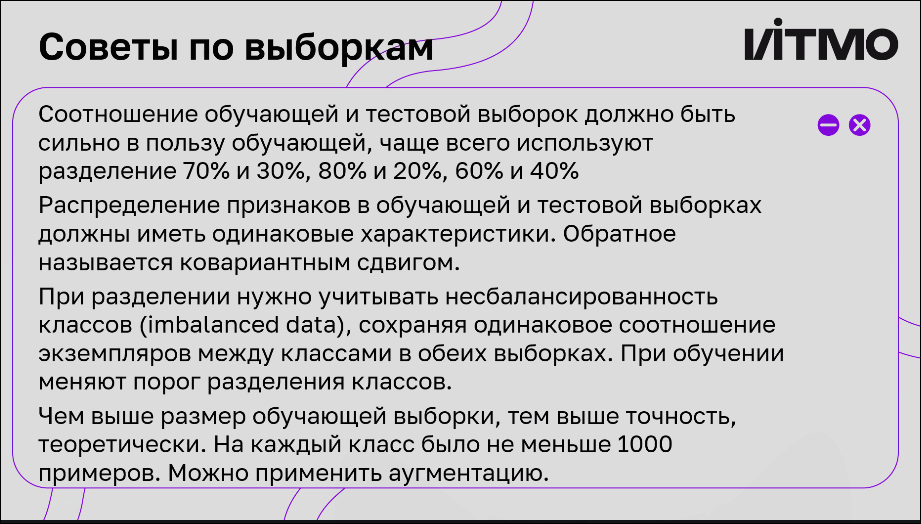 Советы по выборкам
ИТМО
Соотношение обучающей и тестовой выборок должно быть
сильно в пользу обучающей, чаще всего используют
разделение 70% и 30%, 80% и 20%, 60% и 40%
Распределение признаков в обучающей и тестовой выборках
должны иметь одинаковые характеристики. Обратное
называется ковариантным сдвигом.
При разделении нужно учитывать несбалансированность
классов (imbalanced data), сохраняя одинаковое соотношение
экземпляров между классами в обеих выборках. При обучении
меняют порог разделения классов.
Чем выше размер обучающей выборки, тем выше точность,
теоретически. На каждый класс было не меньше 1000
примеров. Можно применить аугментацию.